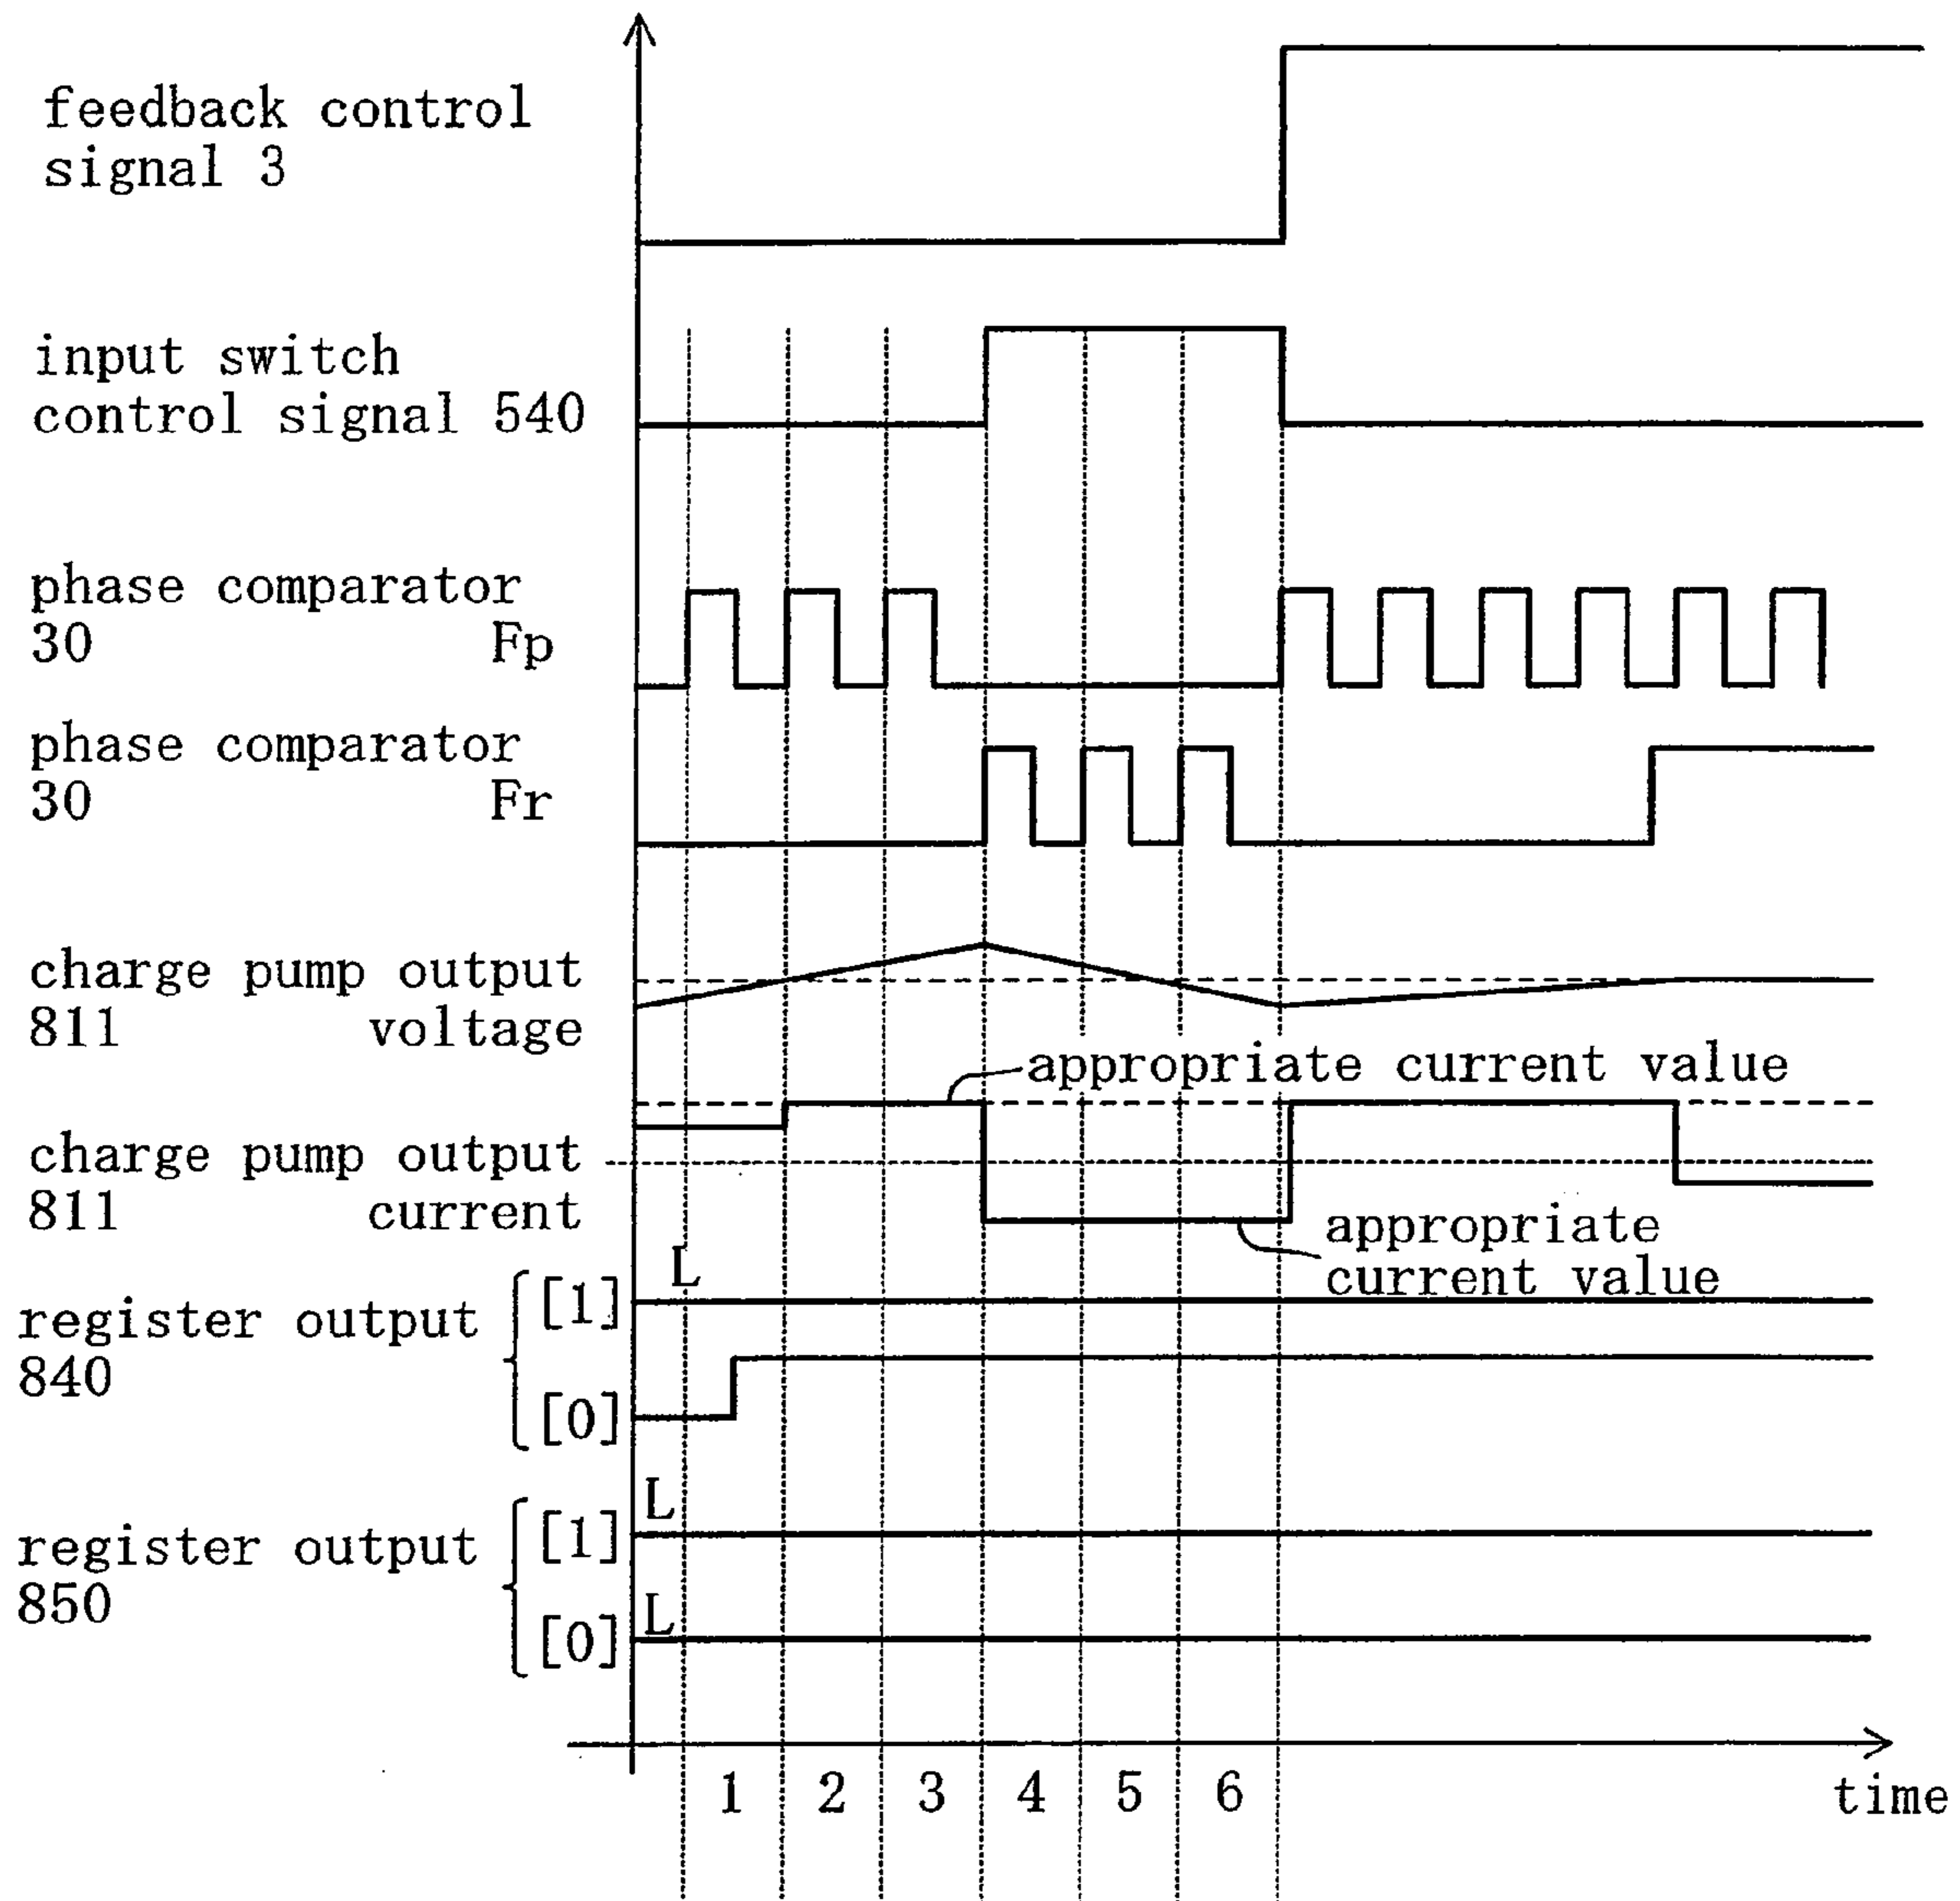 feedback control
signal 3
input switch
control signal 540
phase comparator
30 Fp
phase comparator
30 Fr
charge pump output
811 voltage
appropriate current value
charge pump output
811 current
appropriate
current value
L
[1]
register output
840
[0]
L
[1]
register output
850
L
[0]
1 2 3 4 5 6
time